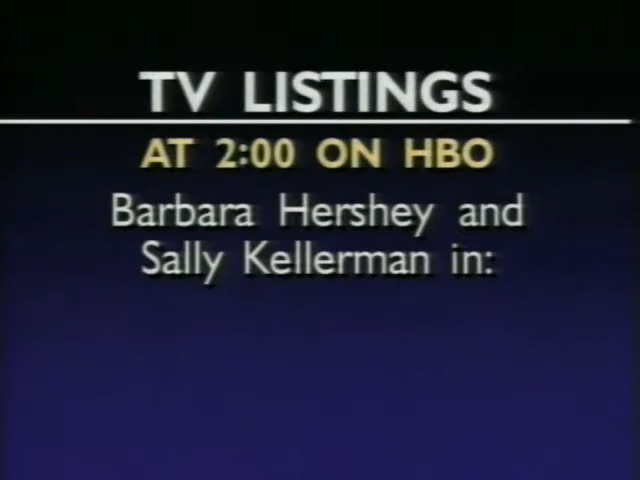 TV LISTINGS
AT 2:00 ON HBO
Barbara Hershey and
Sally Kellerman in: